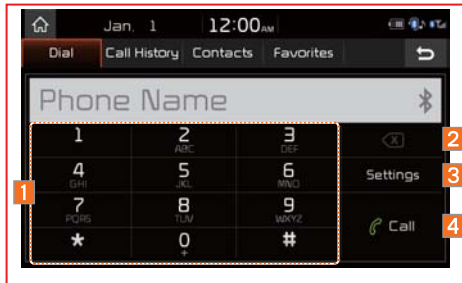 Jan. 1 12:00AM
Dial Call History Contacts Favorites
Phone Name
1 2 ABC 3 DEF
2
4 GHI 5 JKL 6 MNO Settings 3
1
7 PQRS 8 TUV 9 WXYZ
Call 4
* 0 + #